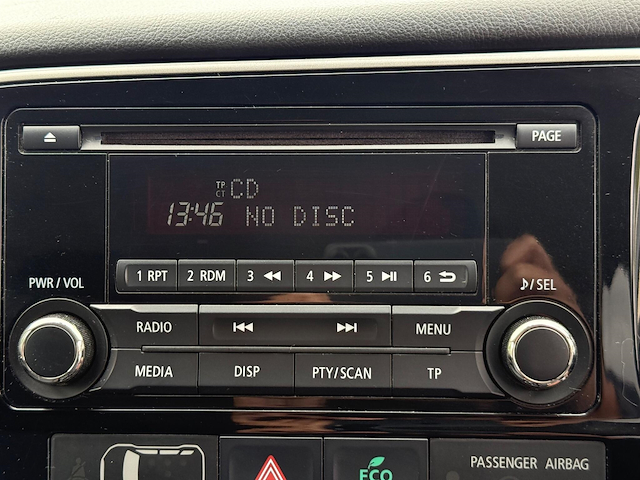 PAGE
TP CD
CT
13:46 NO DISC
1 RPT 2 RDM 3 4 5 6
PWR / VOL
/ SEL
RADIO MENU
MEDIA DISP PTY/SCAN TP
ECO
PASSENGER AIRBAG